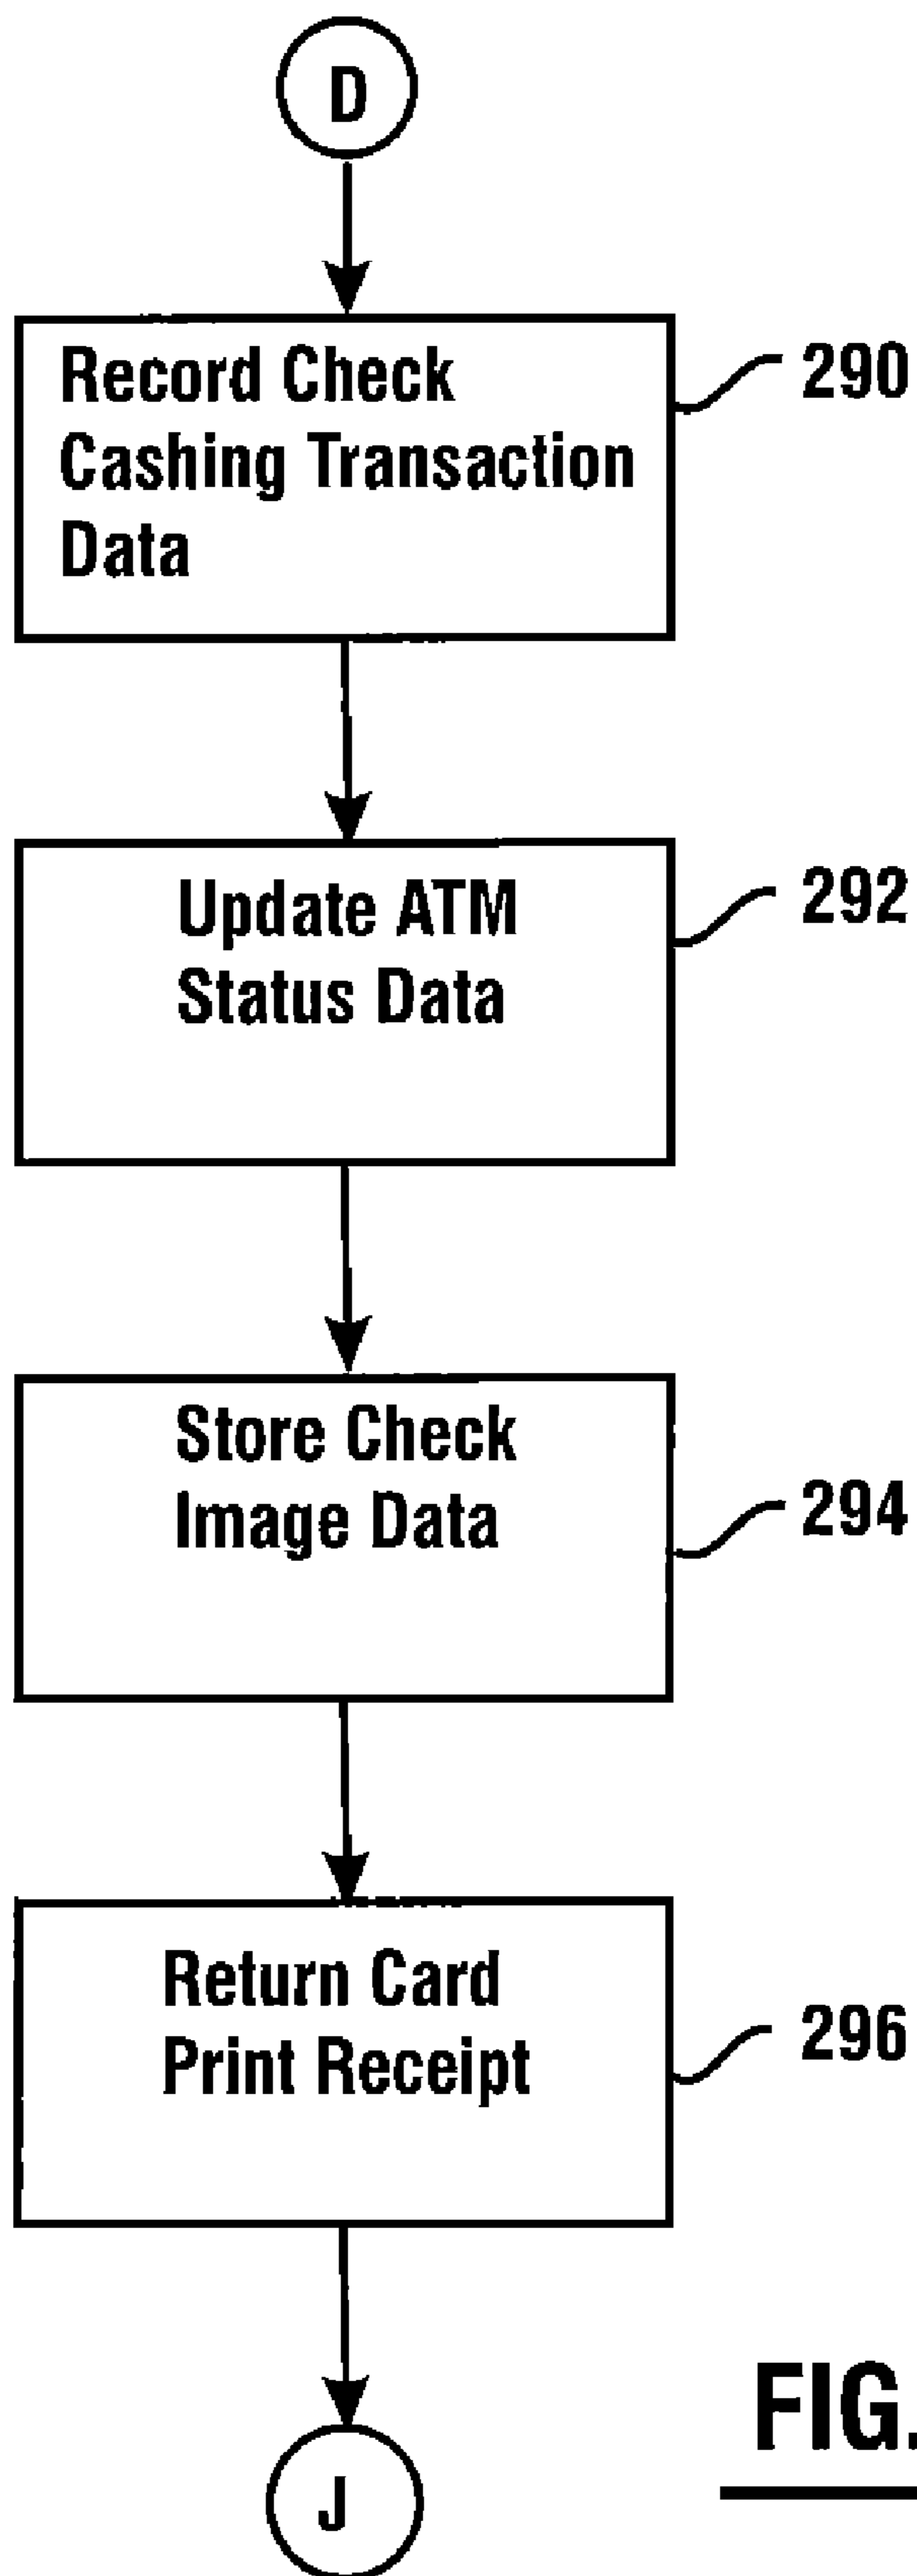 D
Record Check
Cashing Transaction
Data
290
Update ATM
Status Data
292
Store Check
Image Data
294
Return Card
Print Receipt
296
FIG.
J